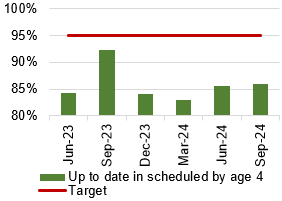 100%
95%
90%
85%
80%
Jun-23
Sep-23
Dec-23
Mar-24
Jun-24
Sep-24
Up to date in scheduled by age 4
Target